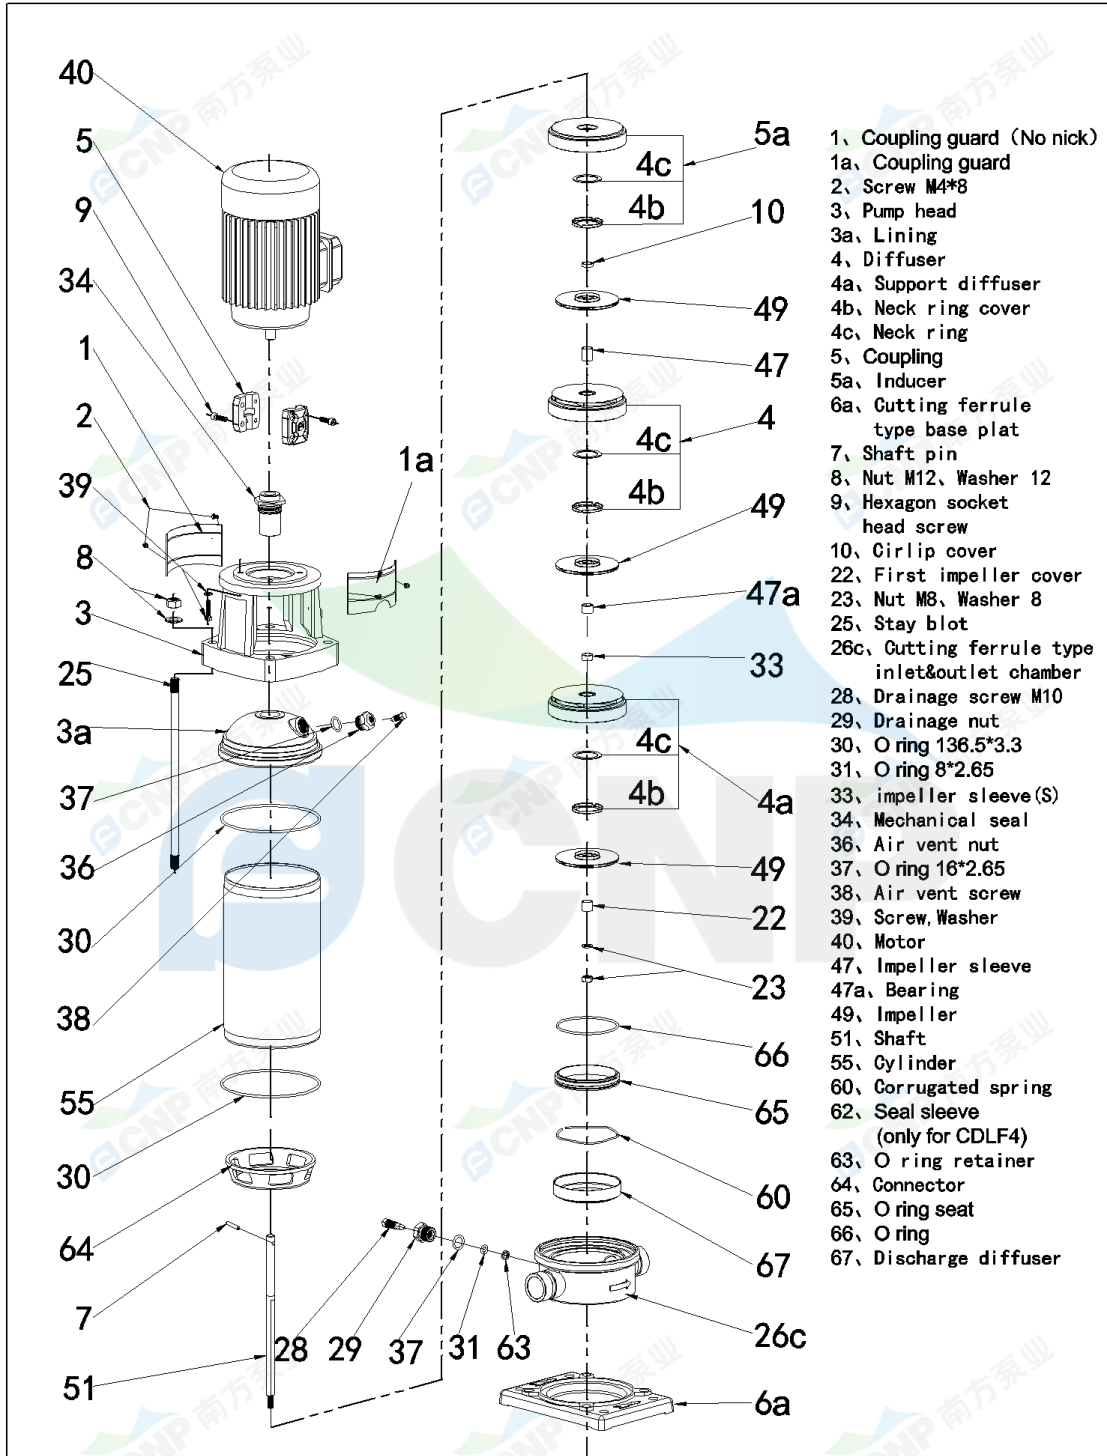 40
5
9
34
1
2
39
8
3
25
3a
37
36
30
38
55
30
64
7
51
1a
28
29
37
31
63
5a
4c
4b
10
49
47
4
4c
4b
49
47a
33
4c
4b
4a
49
22
23
66
65
60
67
26c
6a
1、Coupling guard（No nick）
1a、Coupling guard
2、Screw M4*8
3、Pump head
3a、Lining
4、Diffuser
4a、Support diffuser
4b、Neck ring cover
4c、Neck ring
5、Coupling
5a、Inducer
6a、Cutting ferrule
type base plat
7、Shaft pin
8、Nut M12、Washer 12
9、Hexagon socket
head screw
10、Cirlip cover
22、First impeller cover
23、Nut M8、Washer 8
25、Stay blot
26c、Cutting ferrule type
inlet&outlet chamber
28、Drainage screw M10
29、Drainage nut
30、O ring 136.5*3.3
31、O ring 8*2.65
33、impeller sleeve(S)
34、Mechanical seal
36、Air vent nut
37、O ring 16*2.65
38、Air vent screw
39、Screw,Washer
40、Motor
47、Impeller sleeve
47a、Bearing
49、Impeller
51、Shaft
55、Cylinder
60、Corrugated spring
62、Seal sleeve
(only for CDLF4)
63、O ring retainer
64、Connector
65、O ring seat
66、O ring
67、Discharge diffuser
CNP
CNP 南方泵业